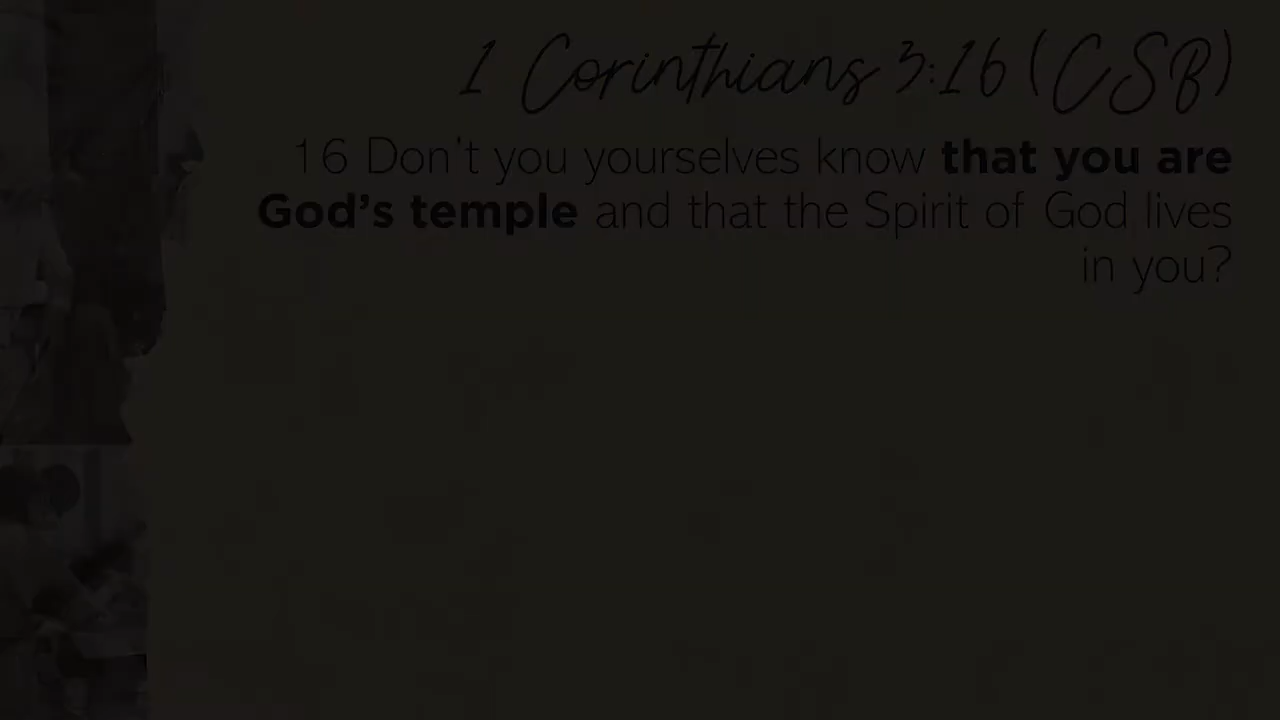 1 Corinthians 3:16 (CSB)
16 Don't you yourselves know that you are
God's temple and that the Spirit of God lives
in you?